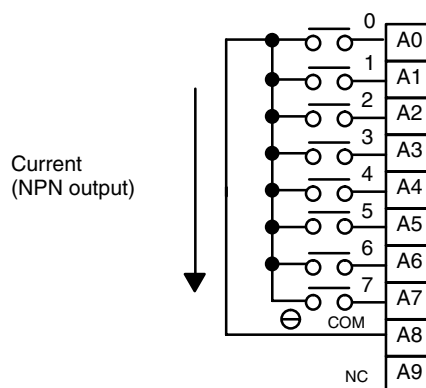 0
A0
1
A1
2
A2
3
A3
Current
(NPN output)
4
A4
5
A5
6
A6
7
A7
COM
A8
NC
A9